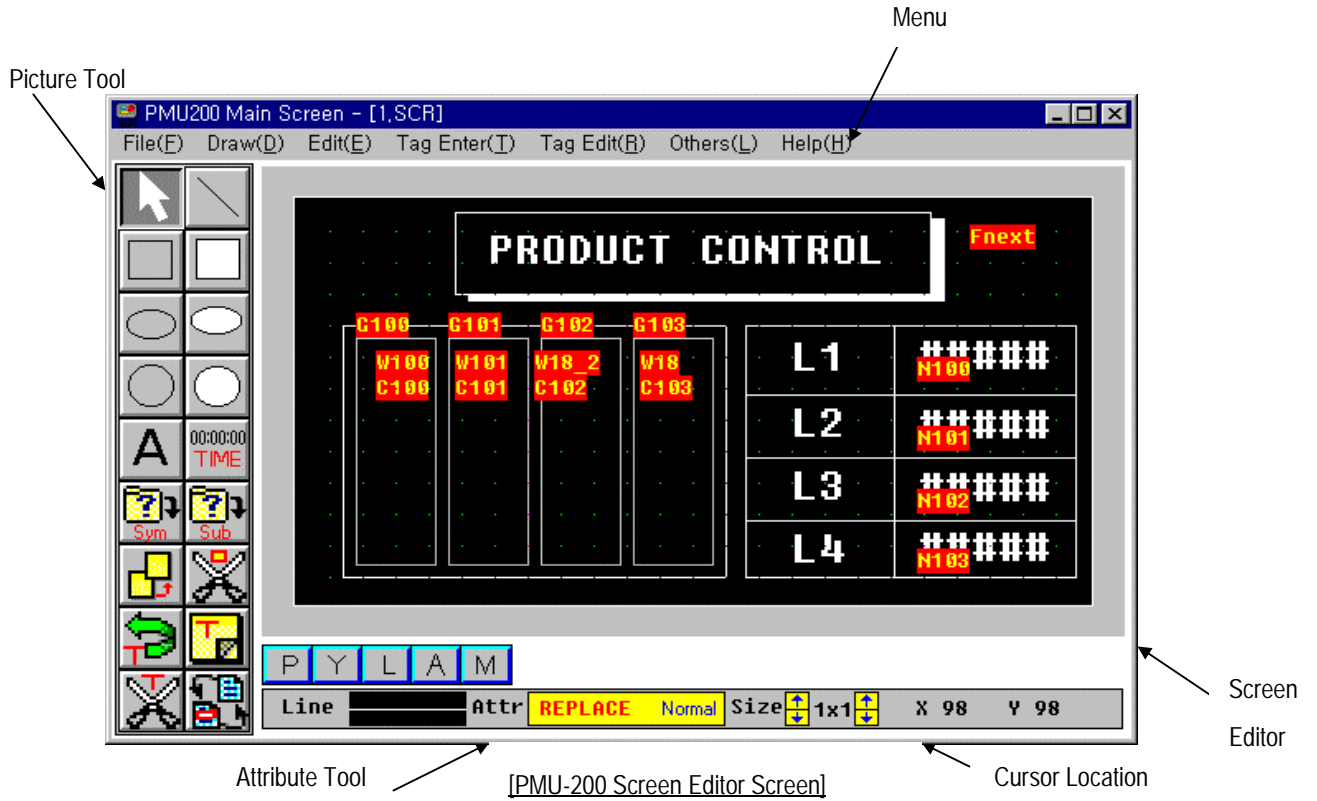 Menu
Picture Tool
PMU200 Main Screen - [1,SCR]
File(F) Draw(D) Edit(E) Tag Enter(T) Tag Edit(R) Others(L) Help(H)
PRODUCT CONTROL
Fnext
G100 G101 G102 G103
W100 W101 W18_2 W18
C100 C101 C102 C103
L1 #####
N100
L2 #####
N101
L3 #####
N102
L4 #####
N103
A 00:00:00
TIME
? ?
Sym Sub
T T
T
P Y L A M
Line Attr REPLACE Normal Size 1x1 X 98 Y 98
Screen
Editor
Attribute Tool
[PMU-200 Screen Editor Screen]
Cursor Location